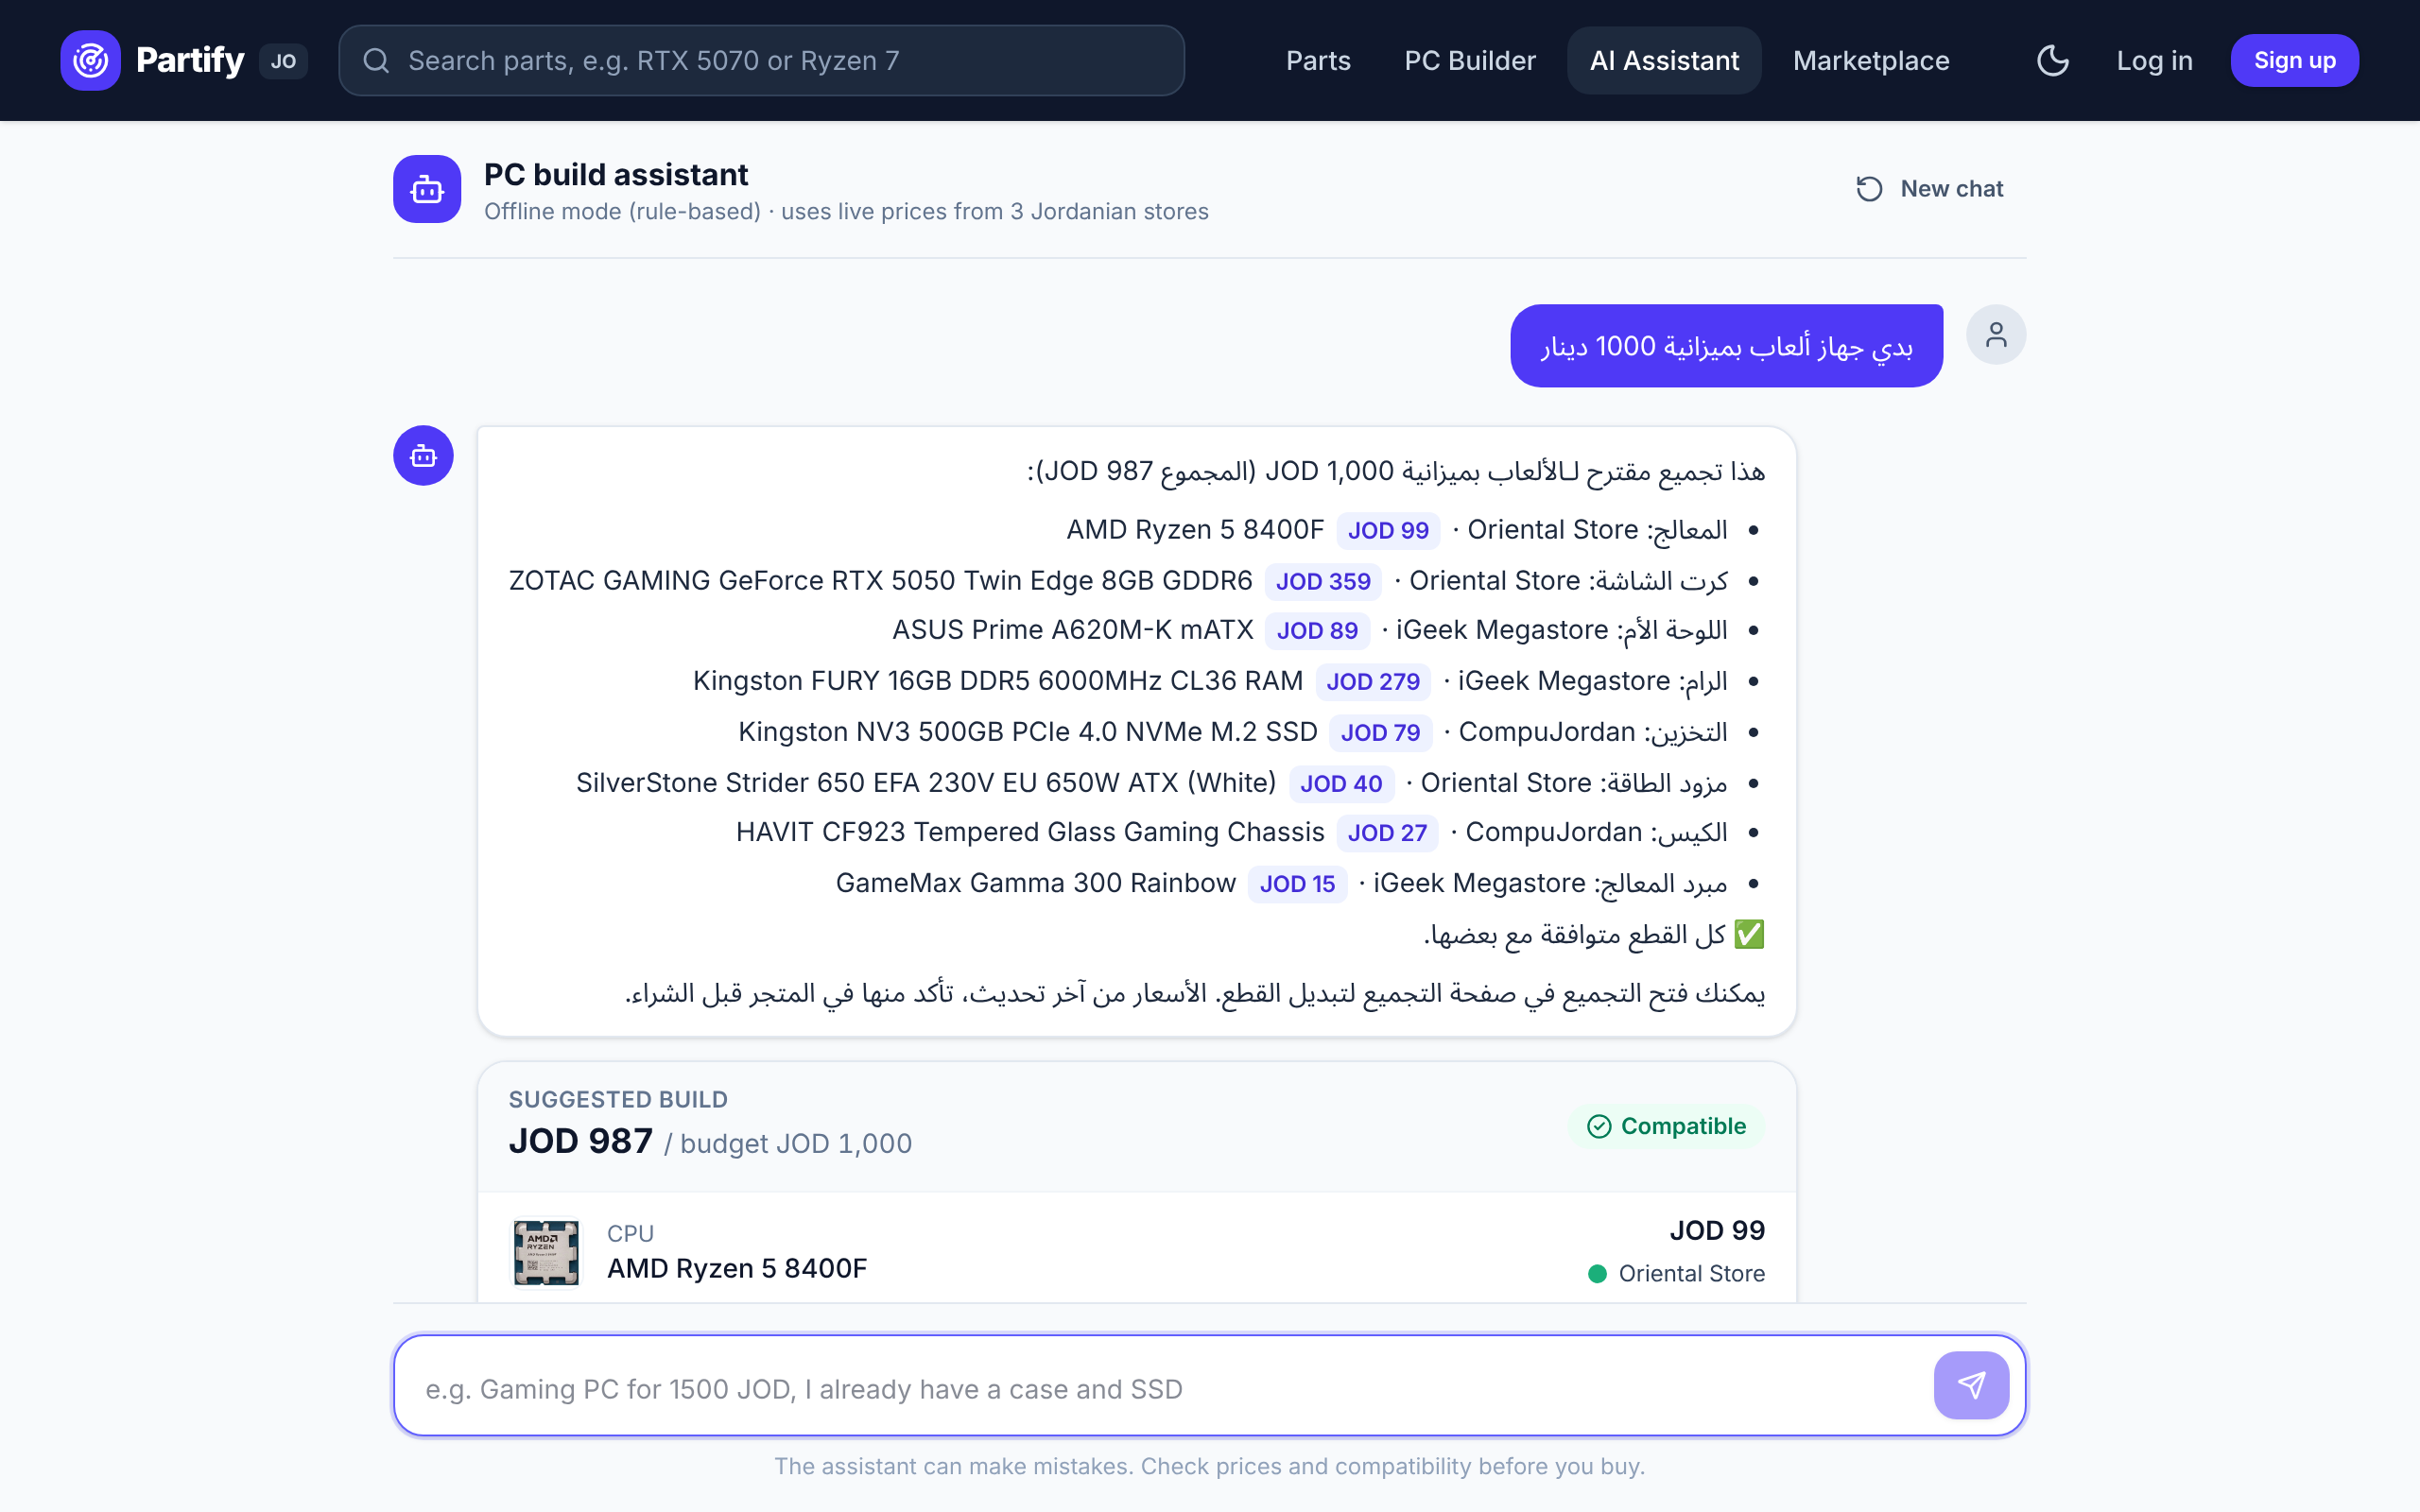 Partify JO
Search parts, e.g. RTX 5070 or Ryzen 7
Parts
PC Builder
AI Assistant
Marketplace
Log in
Sign up
PC build assistant
Offline mode (rule-based) · uses live prices from 3 Jordanian stores
New chat
بدي جهاز ألعاب بميزانية 1000 دينار
هذا تجميع مقترح لـالألعاب بميزانية JOD 1,000 (المجموع JOD 987):
المعالج: AMD Ryzen 5 8400F JOD 99 · Oriental Store
كرت الشاشة: ZOTAC GAMING GeForce RTX 5050 Twin Edge 8GB GDDR6 JOD 359 · Oriental Store
اللوحة الأم: ASUS Prime A620M-K mATX JOD 89 · iGeek Megastore
الرام: Kingston FURY 16GB DDR5 6000MHz CL36 RAM JOD 279 · iGeek Megastore
التخزين: Kingston NV3 500GB PCIe 4.0 NVMe M.2 SSD JOD 79 · CompuJordan
مزود الطاقة: SilverStone Strider 650 EFA 230V EU 650W ATX (White) JOD 40 · Oriental Store
الكيس: HAVIT CF923 Tempered Glass Gaming Chassis JOD 27 · CompuJordan
مبرد المعالج: GameMax Gamma 300 Rainbow JOD 15 · iGeek Megastore
✅ كل القطع متوافقة مع بعضها.
يمكنك فتح التجميع في صفحة التجميع لتبديل القطع. الأسعار من آخر تحديث، تأكد منها في المتجر قبل الشراء.
SUGGESTED BUILD
JOD 987 / budget JOD 1,000
Compatible
AMD
RYZEN
CPU
AMD Ryzen 5 8400F
JOD 99
Oriental Store
e.g. Gaming PC for 1500 JOD, I already have a case and SSD
The assistant can make mistakes. Check prices and compatibility before you buy.